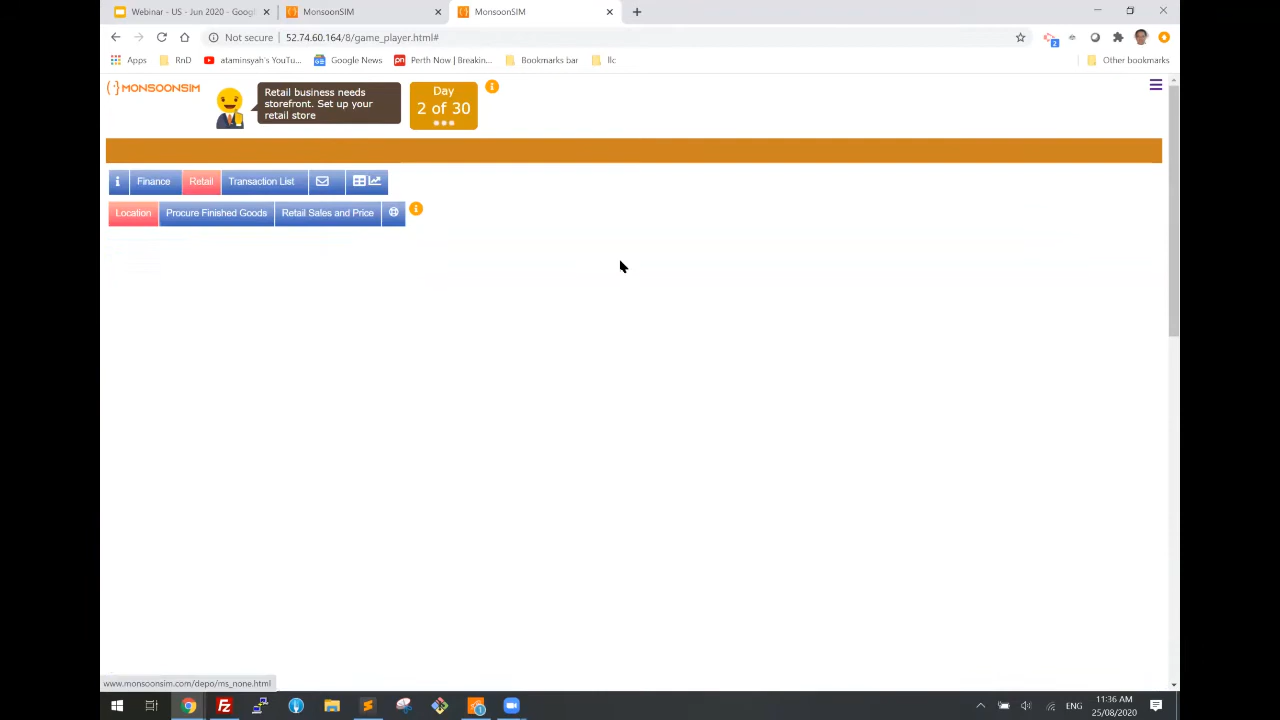 Webinar - US - Jun 2020 - Googl
MonsoonSIM
MonsoonSIM
Not secure
52.74.60.164/8/game_player.html#
2
Apps
RnD
ataminsyah's YouTu...
Google News
Perth Now | Breakin...
Bookmarks bar
llc
Other bookmarks
MONSOONSIM
Retail business needs
storefront. Set up your
retail store
Day
2 of 30
Finance
Retail
Transaction List
Location
Procure Finished Goods
Retail Sales and Price
www.monsoonsim.com/depo/ms_none.html
ENG
11:36 AM
25/08/2020